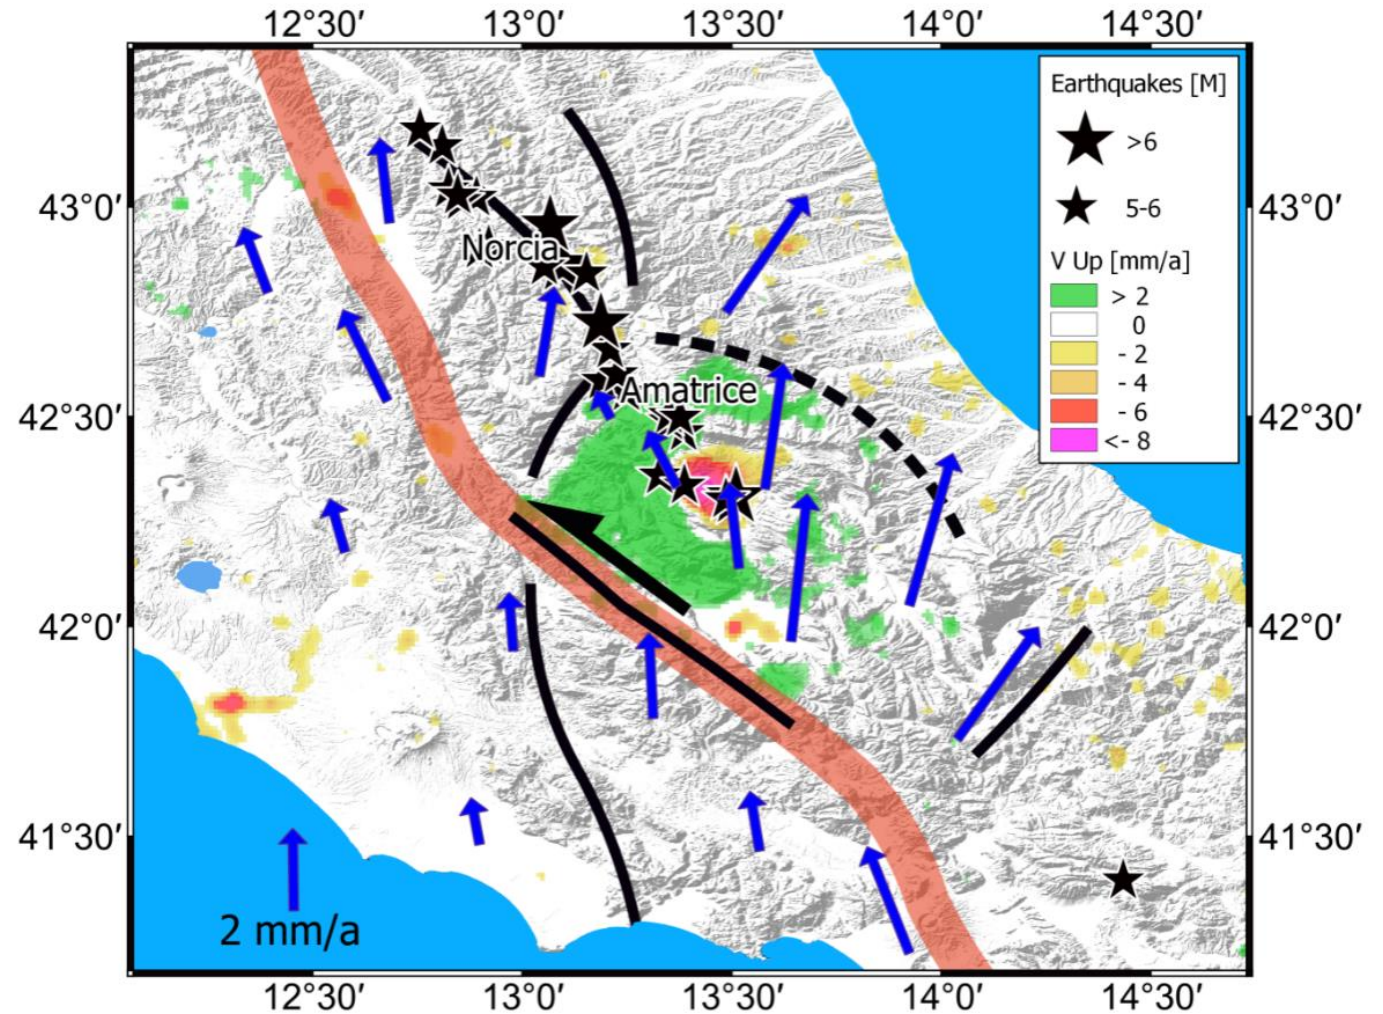 12°30′ 13°0′ 13°30′ 14°0′ 14°30′
Earthquakes [M]
>6
5-6
V Up [mm/a]
> 2
0
- 2
- 4
- 6
<- 8
43°0′
43°0′
Norcia
Amatrice
42°30′
42°30′
42°0′
42°0′
41°30′
41°30′
2 mm/a
12°30′ 13°0′ 13°30′ 14°0′ 14°30′